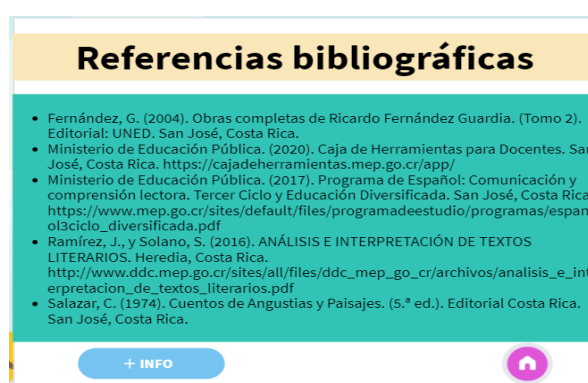 Referencias bibliográficas
• Fernández, G. (2004). Obras completas de Ricardo Fernández Guardia. (Tomo 2).
Editorial: UNED. San José, Costa Rica.
• Ministerio de Educación Pública. (2020). Caja de Herramientas para Docentes. San
José, Costa Rica. https://cajadeherramientas.mep.go.cr/app/
• Ministerio de Educación Pública. (2017). Programa de Español: Comunicación y
comprensión lectora. Tercer Ciclo y Educación Diversificada. San José, Costa Rica
https://www.mep.go.cr/sites/default/files/programadeestudio/programas/espan
ol3ciclo_diversificada.pdf
• Ramírez, J., y Solano, S. (2016). ANÁLISIS E INTERPRETACIÓN DE TEXTOS
LITERARIOS. Heredia, Costa Rica.
http://www.ddc.mep.go.cr/sites/all/files/ddc_mep_go_cr/archivos/analisis_e_int
erpretacion_de_textos_literarios.pdf
• Salazar, C. (1974). Cuentos de Angustias y Paisajes. (5.ª ed.). Editorial Costa Rica.
San José, Costa Rica.
+ INFO